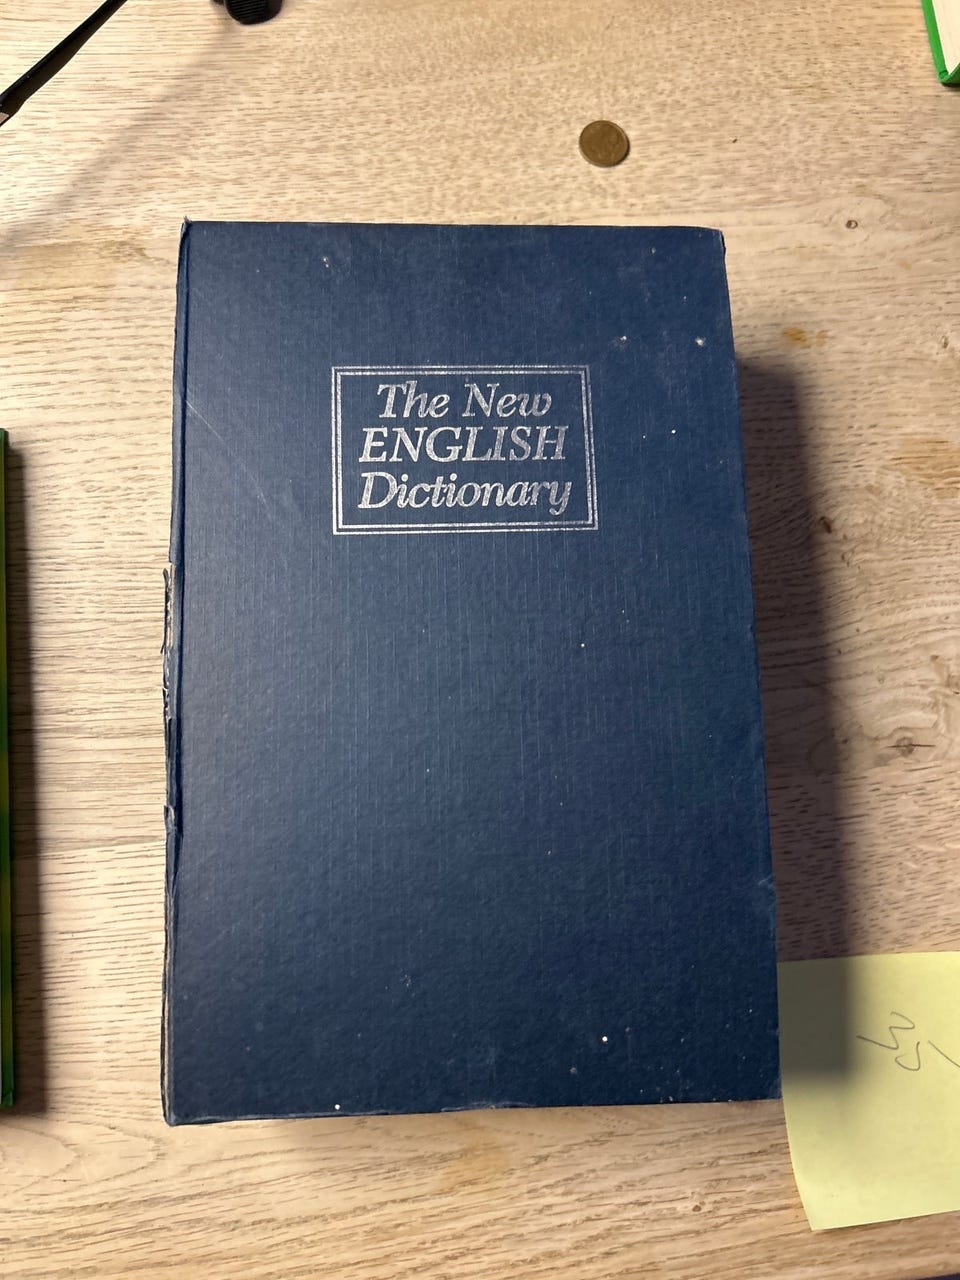 The New
ENGLISH
Dictionary